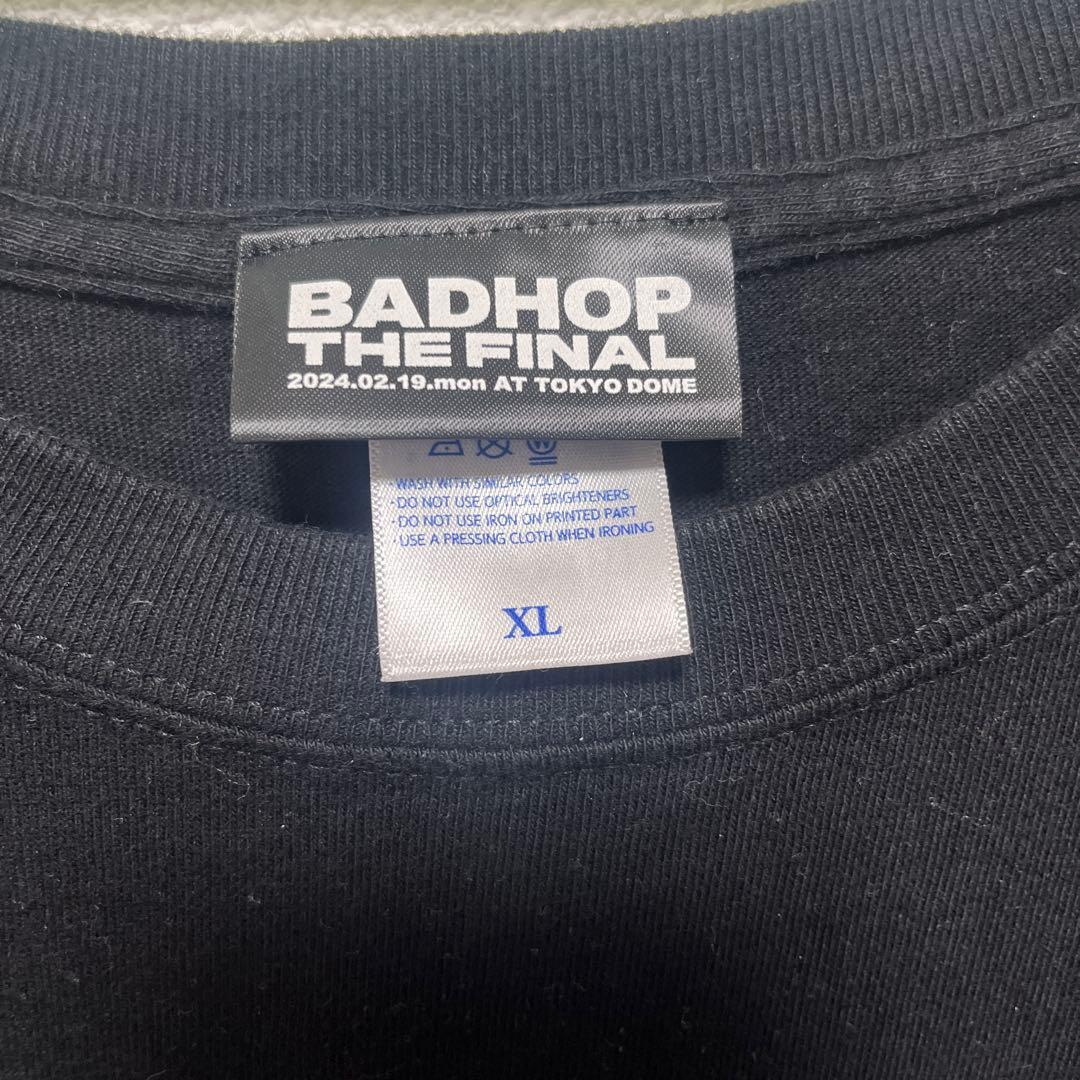 BADHOP
THE FINAL
2024.02.19.mon AT TOKYO DOME
WASH WITH SIMILAR COLORS
·DO NOT USE OPTICAL BRIGHTENERS
·DO NOT USE IRON ON PRINTED PART
·USE A PRESSING CLOTH WHEN IRONING
XL